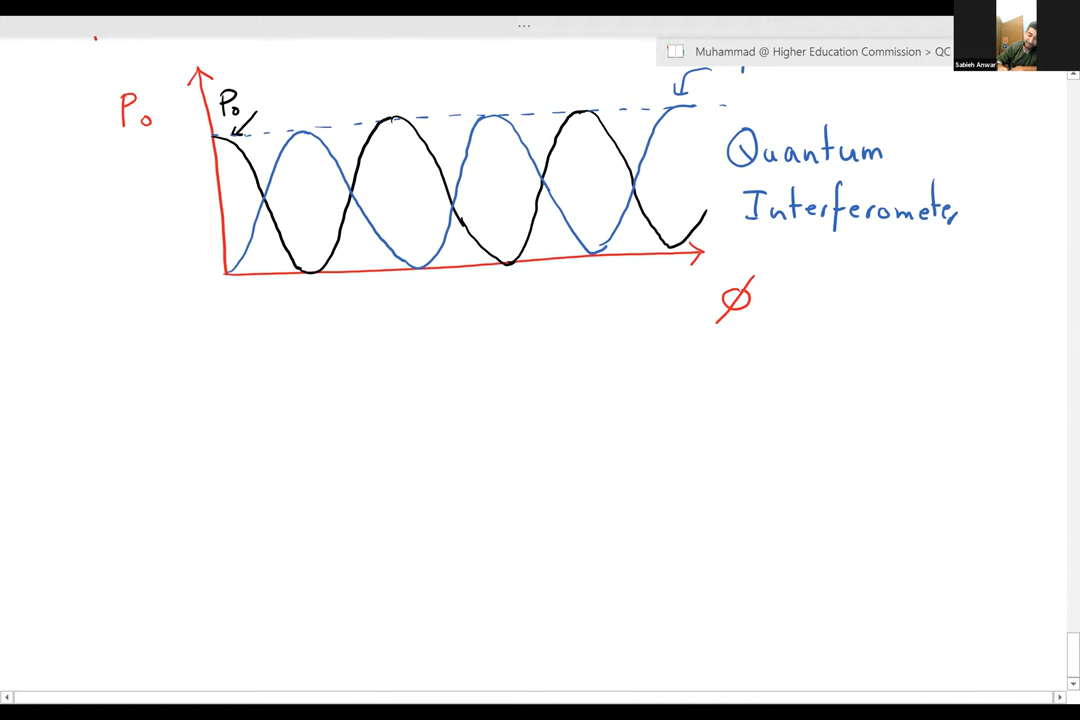 ...
Muhammad @ Higher Education Commission > QC
Sabieh Anwar
P₀
P₀
Quantum
Interferometer
ϕ